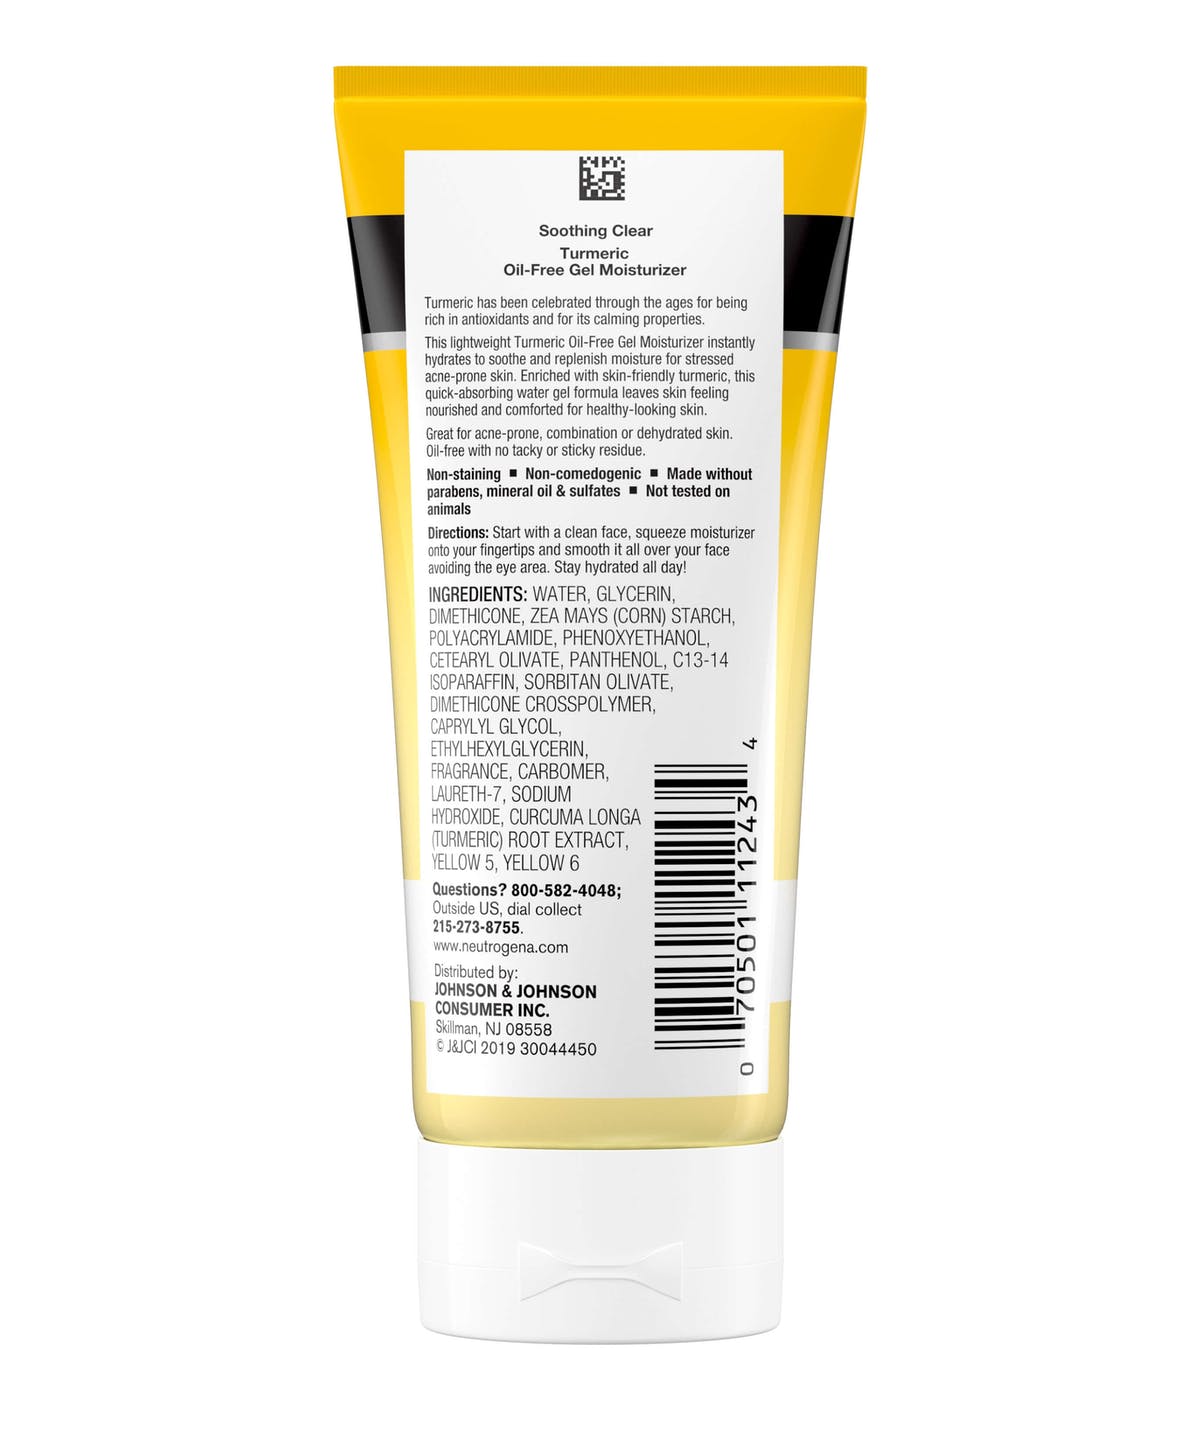 Soothing Clear
Turmeric
Oil-Free Gel Moisturizer
Turmeric has been celebrated through the ages for being
rich in antioxidants and for its calming properties.
This lightweight Turmeric Oil-Free Gel Moisturizer instantly
hydrates to soothe and replenish moisture for stressed
acne-prone skin. Enriched with skin-friendly turmeric, this
quick-absorbing water gel formula leaves skin feeling
nourished and comforted for healthy-looking skin.
Great for acne-prone, combination or dehydrated skin.
Oil-free with no tacky or sticky residue.
Non-staining ■ Non-comedogenic ■ Made without
parabens, mineral oil & sulfates ■ Not tested on
animals
Directions: Start with a clean face, squeeze moisturizer
onto your fingertips and smooth it all over your face
avoiding the eye area. Stay hydrated all day!
INGREDIENTS: WATER, GLYCERIN,
DIMETHICONE, ZEA MAYS (CORN) STARCH,
POLYACRYLAMIDE, PHENOXYETHANOL,
CETEARYL OLIVATE, PANTHENOL, C13-14
ISOPARAFFIN, SORBITAN OLIVATE,
DIMETHICONE CROSSPOLYMER,
CAPRYLYL GLYCOL,
ETHYLHEXYLGLYCERIN,
FRAGRANCE, CARBOMER,
LAURETH-7, SODIUM
HYDROXIDE, CURCUMA LONGA
(TURMERIC) ROOT EXTRACT,
YELLOW 5, YELLOW 6
Questions? 800-582-4048;
Outside US, dial collect
215-273-8755.
www.neutrogena.com
Distributed by:
JOHNSON & JOHNSON
CONSUMER INC.
Skillman, NJ 08558
© J&JCI 2019 30044450
0 70501 11243 4